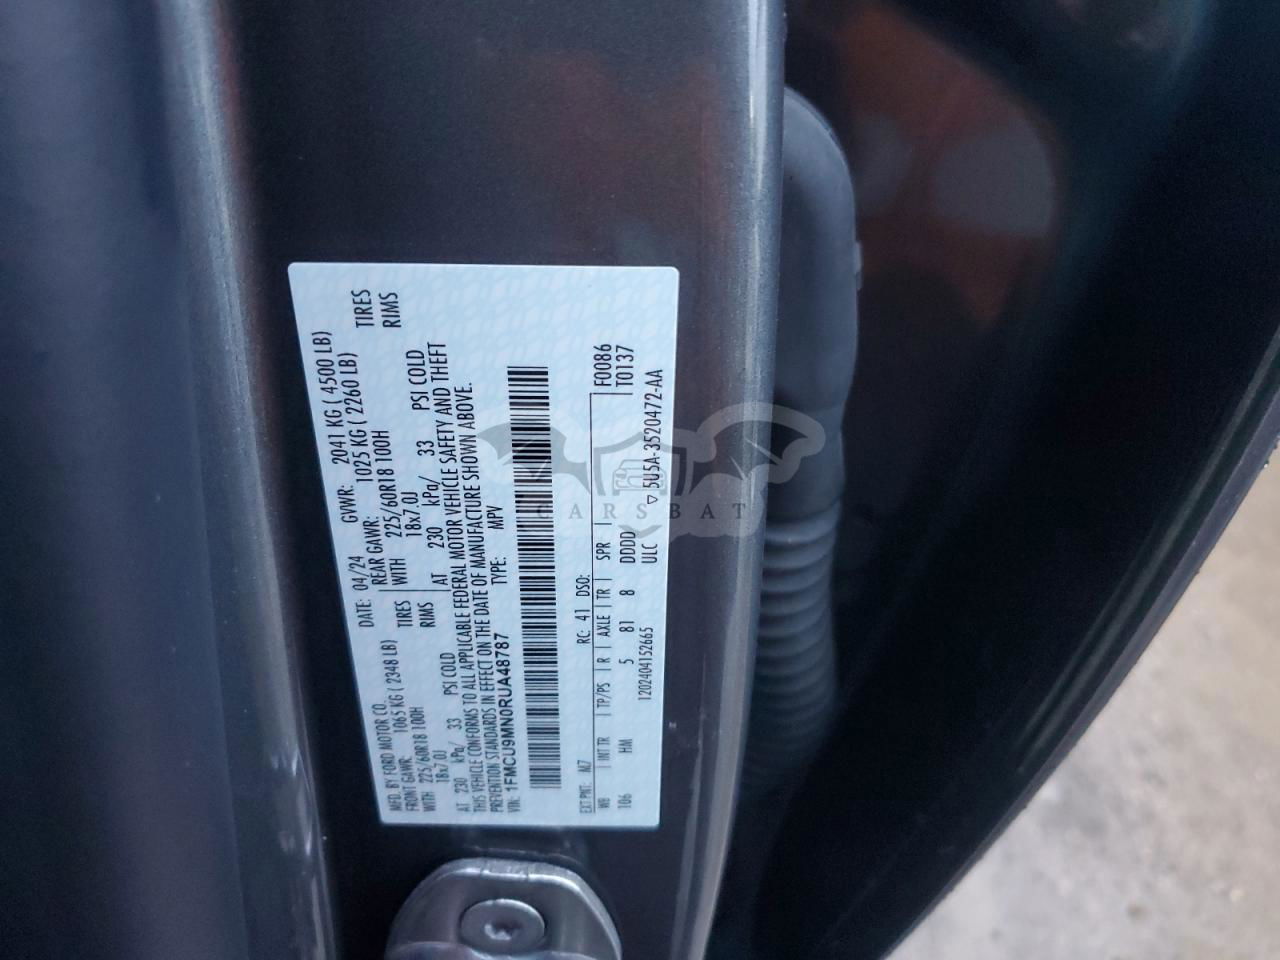 MFD. BY FORD MOTOR CO.
DATE: 04/24 GVWR: 2041 KG ( 4500 LB)
FRONT GAWR: 1065 KG ( 2348 LB)
REAR GAWR: 1025 KG ( 2260 LB)
WITH 225/60R18 100H TIRES
WITH 225/60R18 100H TIRES
18x7.0J RIMS
18x7.0J RIMS
AT 230 kPa/ 33 PSI COLD
AT 230 kPa/ 33 PSI COLD
THIS VEHICLE CONFORMS TO ALL APPLICABLE FEDERAL MOTOR VEHICLE SAFETY AND THEFT
PREVENTION STANDARDS IN EFFECT ON THE DATE OF MANUFACTURE SHOWN ABOVE.
VIN: 1FMCU9MN0RUA48787 TYPE: MPV
EXT PNT: M7 RC: 41 DSO: F0086
WB INT TR TP/PS R AXLE TR SPR T0137
106 HM 5 81 8 DDDD
1202404152665 ULC 5U5A-3520472-AA
CARSBAT